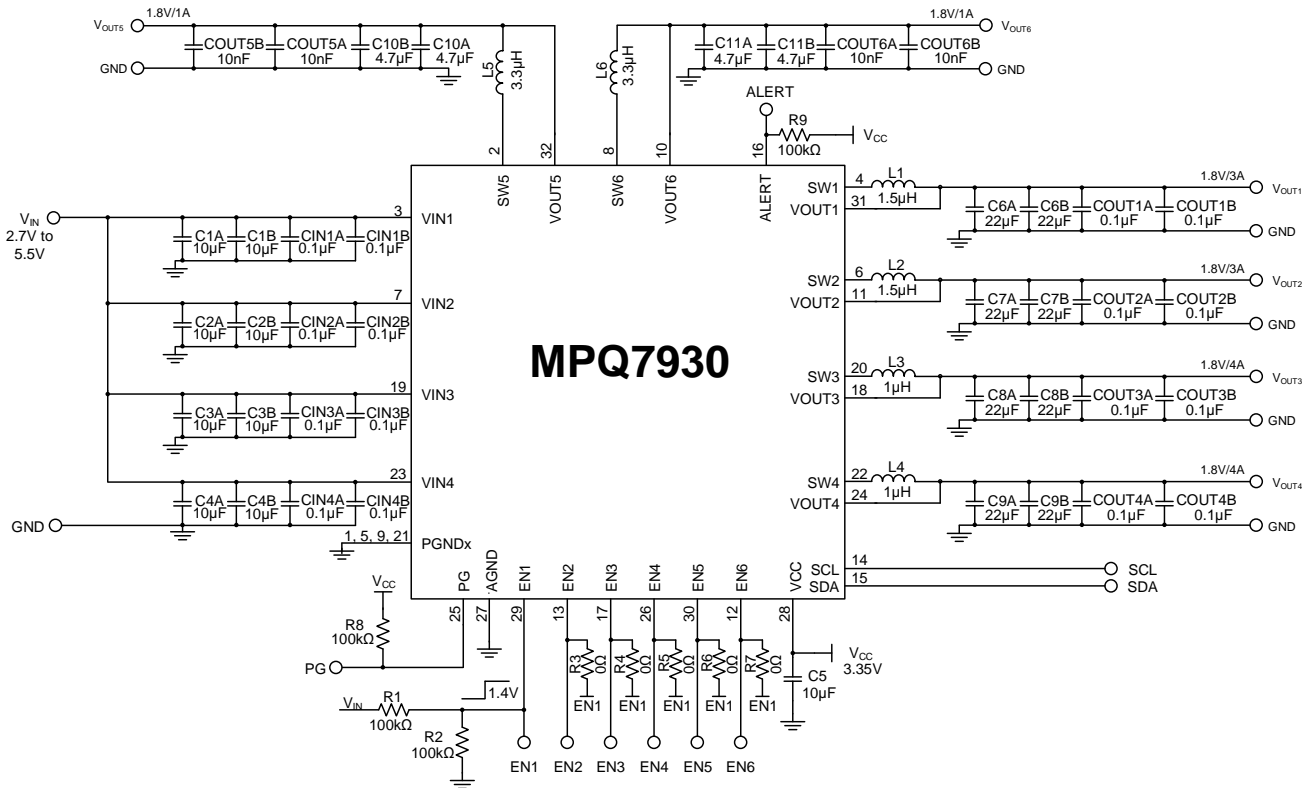 VOUT5
1.8V/1A
COUT5B
10nF
COUT5A
10nF
C10B
4.7µF
C10A
4.7µF
GND
L5
3.3µH
L6
3.3µH
1.8V/1A
VOUT6
C11A
4.7µF
C11B
4.7µF
COUT6A
10nF
COUT6B
10nF
GND
ALERT
R9
100kΩ
VCC
2
32
8
10
16
SW5
VOUT5
SW6
VOUT6
ALERT
VIN
2.7V to
5.5V
3
VIN1
C1A
10µF
C1B
10µF
CIN1A
0.1µF
CIN1B
0.1µF
7
VIN2
C2A
10µF
C2B
10µF
CIN2A
0.1µF
CIN2B
0.1µF
19
VIN3
C3A
10µF
C3B
10µF
CIN3A
0.1µF
CIN3B
0.1µF
23
VIN4
C4A
10µF
C4B
10µF
CIN4A
0.1µF
CIN4B
0.1µF
GND
1, 5, 9, 21
PGNDx
MPQ7930
SW1
4
L1
1.5µH
VOUT1
31
1.8V/3A
VOUT1
C6A
22µF
C6B
22µF
COUT1A
0.1µF
COUT1B
0.1µF
GND
SW2
6
L2
1.5µH
VOUT2
11
1.8V/3A
VOUT2
C7A
22µF
C7B
22µF
COUT2A
0.1µF
COUT2B
0.1µF
GND
SW3
20
L3
1µH
VOUT3
18
1.8V/4A
VOUT3
C8A
22µF
C8B
22µF
COUT3A
0.1µF
COUT3B
0.1µF
GND
SW4
22
L4
1µH
VOUT4
24
1.8V/4A
VOUT4
C9A
22µF
C9B
22µF
COUT4A
0.1µF
COUT4B
0.1µF
GND
SCL
14
SCL
SDA
15
SDA
PG
AGND
EN1
EN2
EN3
EN4
EN5
EN6
VCC
25
27
29
13
17
26
30
12
28
VCC
R8
100kΩ
PG
R3
0Ω
EN1
R4
0Ω
EN1
R5
0Ω
EN1
R6
0Ω
EN1
R7
0Ω
EN1
VCC
3.35V
C5
10µF
1.4V
VIN
R1
100kΩ
R2
100kΩ
EN1
EN2
EN3
EN4
EN5
EN6